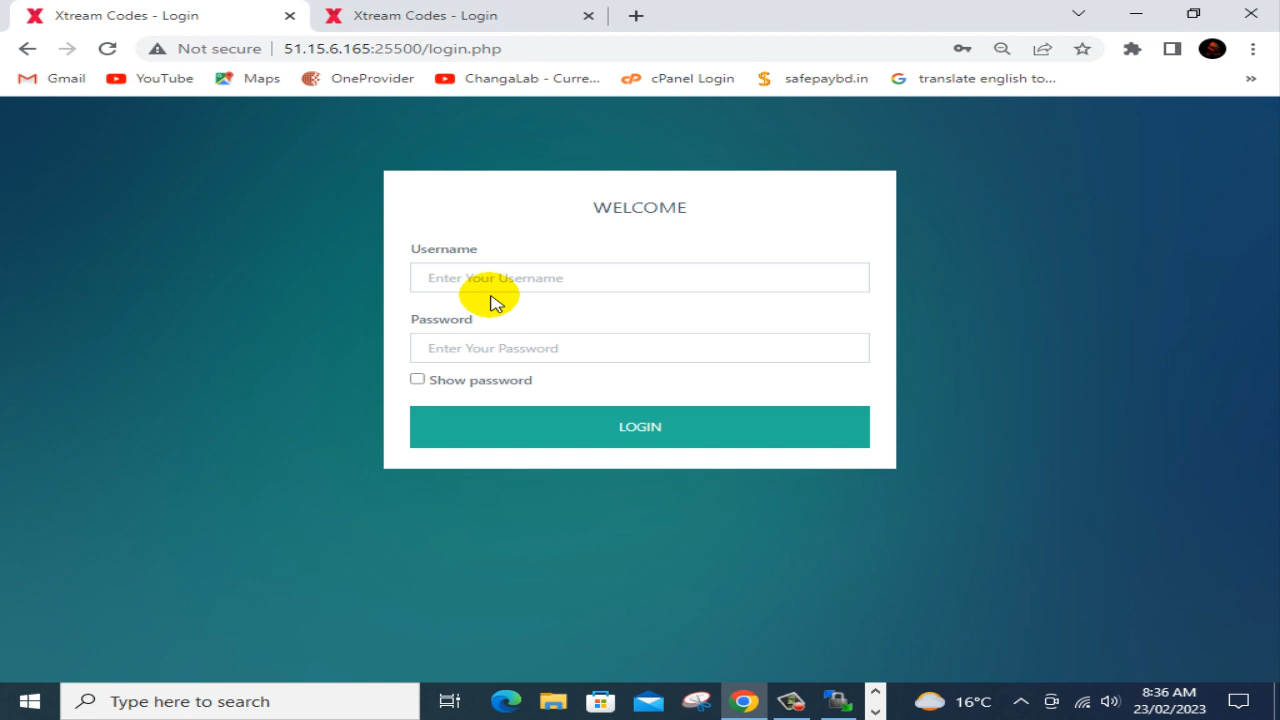 Xtream Codes - Login
Xtream Codes - Login
Not secure
51.15.6.165:25500/login.php
Gmail
YouTube
Maps
OneProvider
ChangaLab - Curre...
cPanel Login
safepaybd.in
translate english to...
WELCOME
Username
Enter Your Username
Password
Enter Your Password
Show password
LOGIN
Type here to search
16°C
8:36 AM
23/02/2023